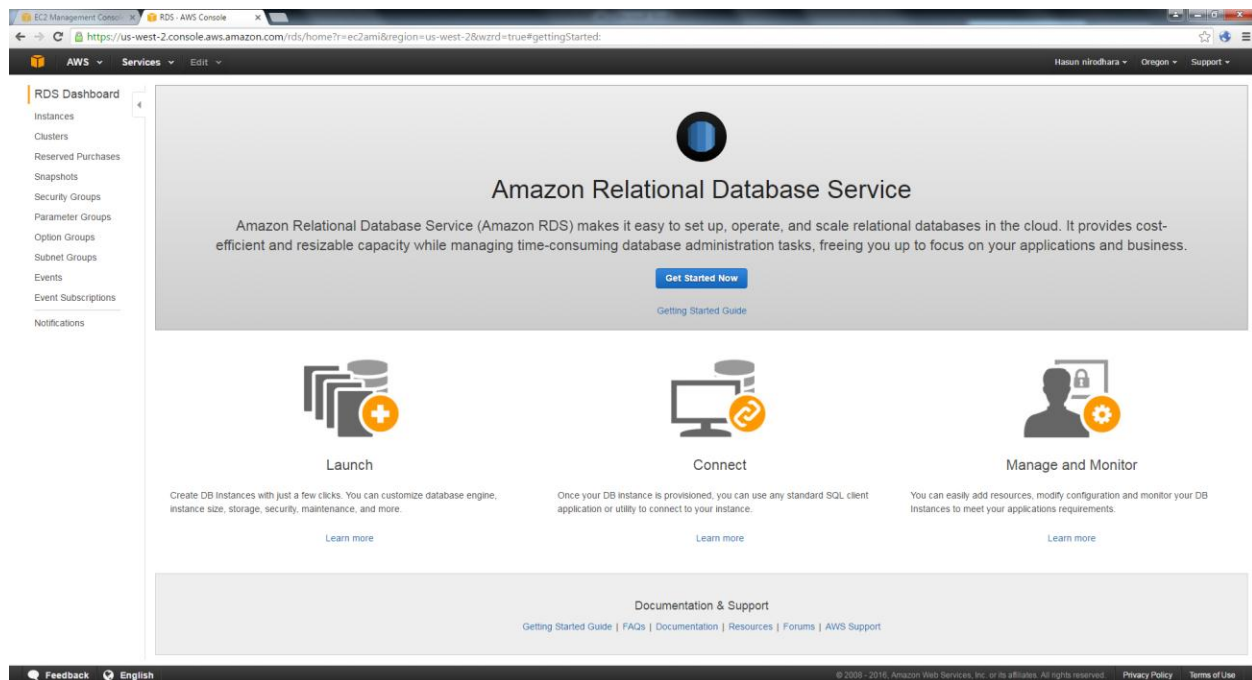 EC2 Management Consol
RDS - AWS Console
https://us-west-2.console.aws.amazon.com/rds/home?r=ec2ami&region=us-west-2&wzrd=true#gettingStarted:
AWS Services Edit Hasun nirodhara Oregon Support
RDS Dashboard
Instances
Clusters
Reserved Purchases
Snapshots
Security Groups
Parameter Groups
Option Groups
Subnet Groups
Events
Event Subscriptions
Notifications
Amazon Relational Database Service
Amazon Relational Database Service (Amazon RDS) makes it easy to set up, operate, and scale relational databases in the cloud. It provides cost-
efficient and resizable capacity while managing time-consuming database administration tasks, freeing you up to focus on your applications and business.
Get Started Now
Getting Started Guide
Launch
Create DB Instances with just a few clicks. You can customize database engine,
instance size, storage, security, maintenance, and more.
Learn more
Connect
Once your DB instance is provisioned, you can use any standard SQL client
application or utility to connect to your instance.
Learn more
Manage and Monitor
You can easily add resources, modify configuration and monitor your DB
Instances to meet your applications requirements.
Learn more
Documentation & Support
Getting Started Guide | FAQs | Documentation | Resources | Forums | AWS Support
Feedback English © 2008 - 2016, Amazon Web Services, Inc. or its affiliates. All rights reserved. Privacy Policy Terms of Use